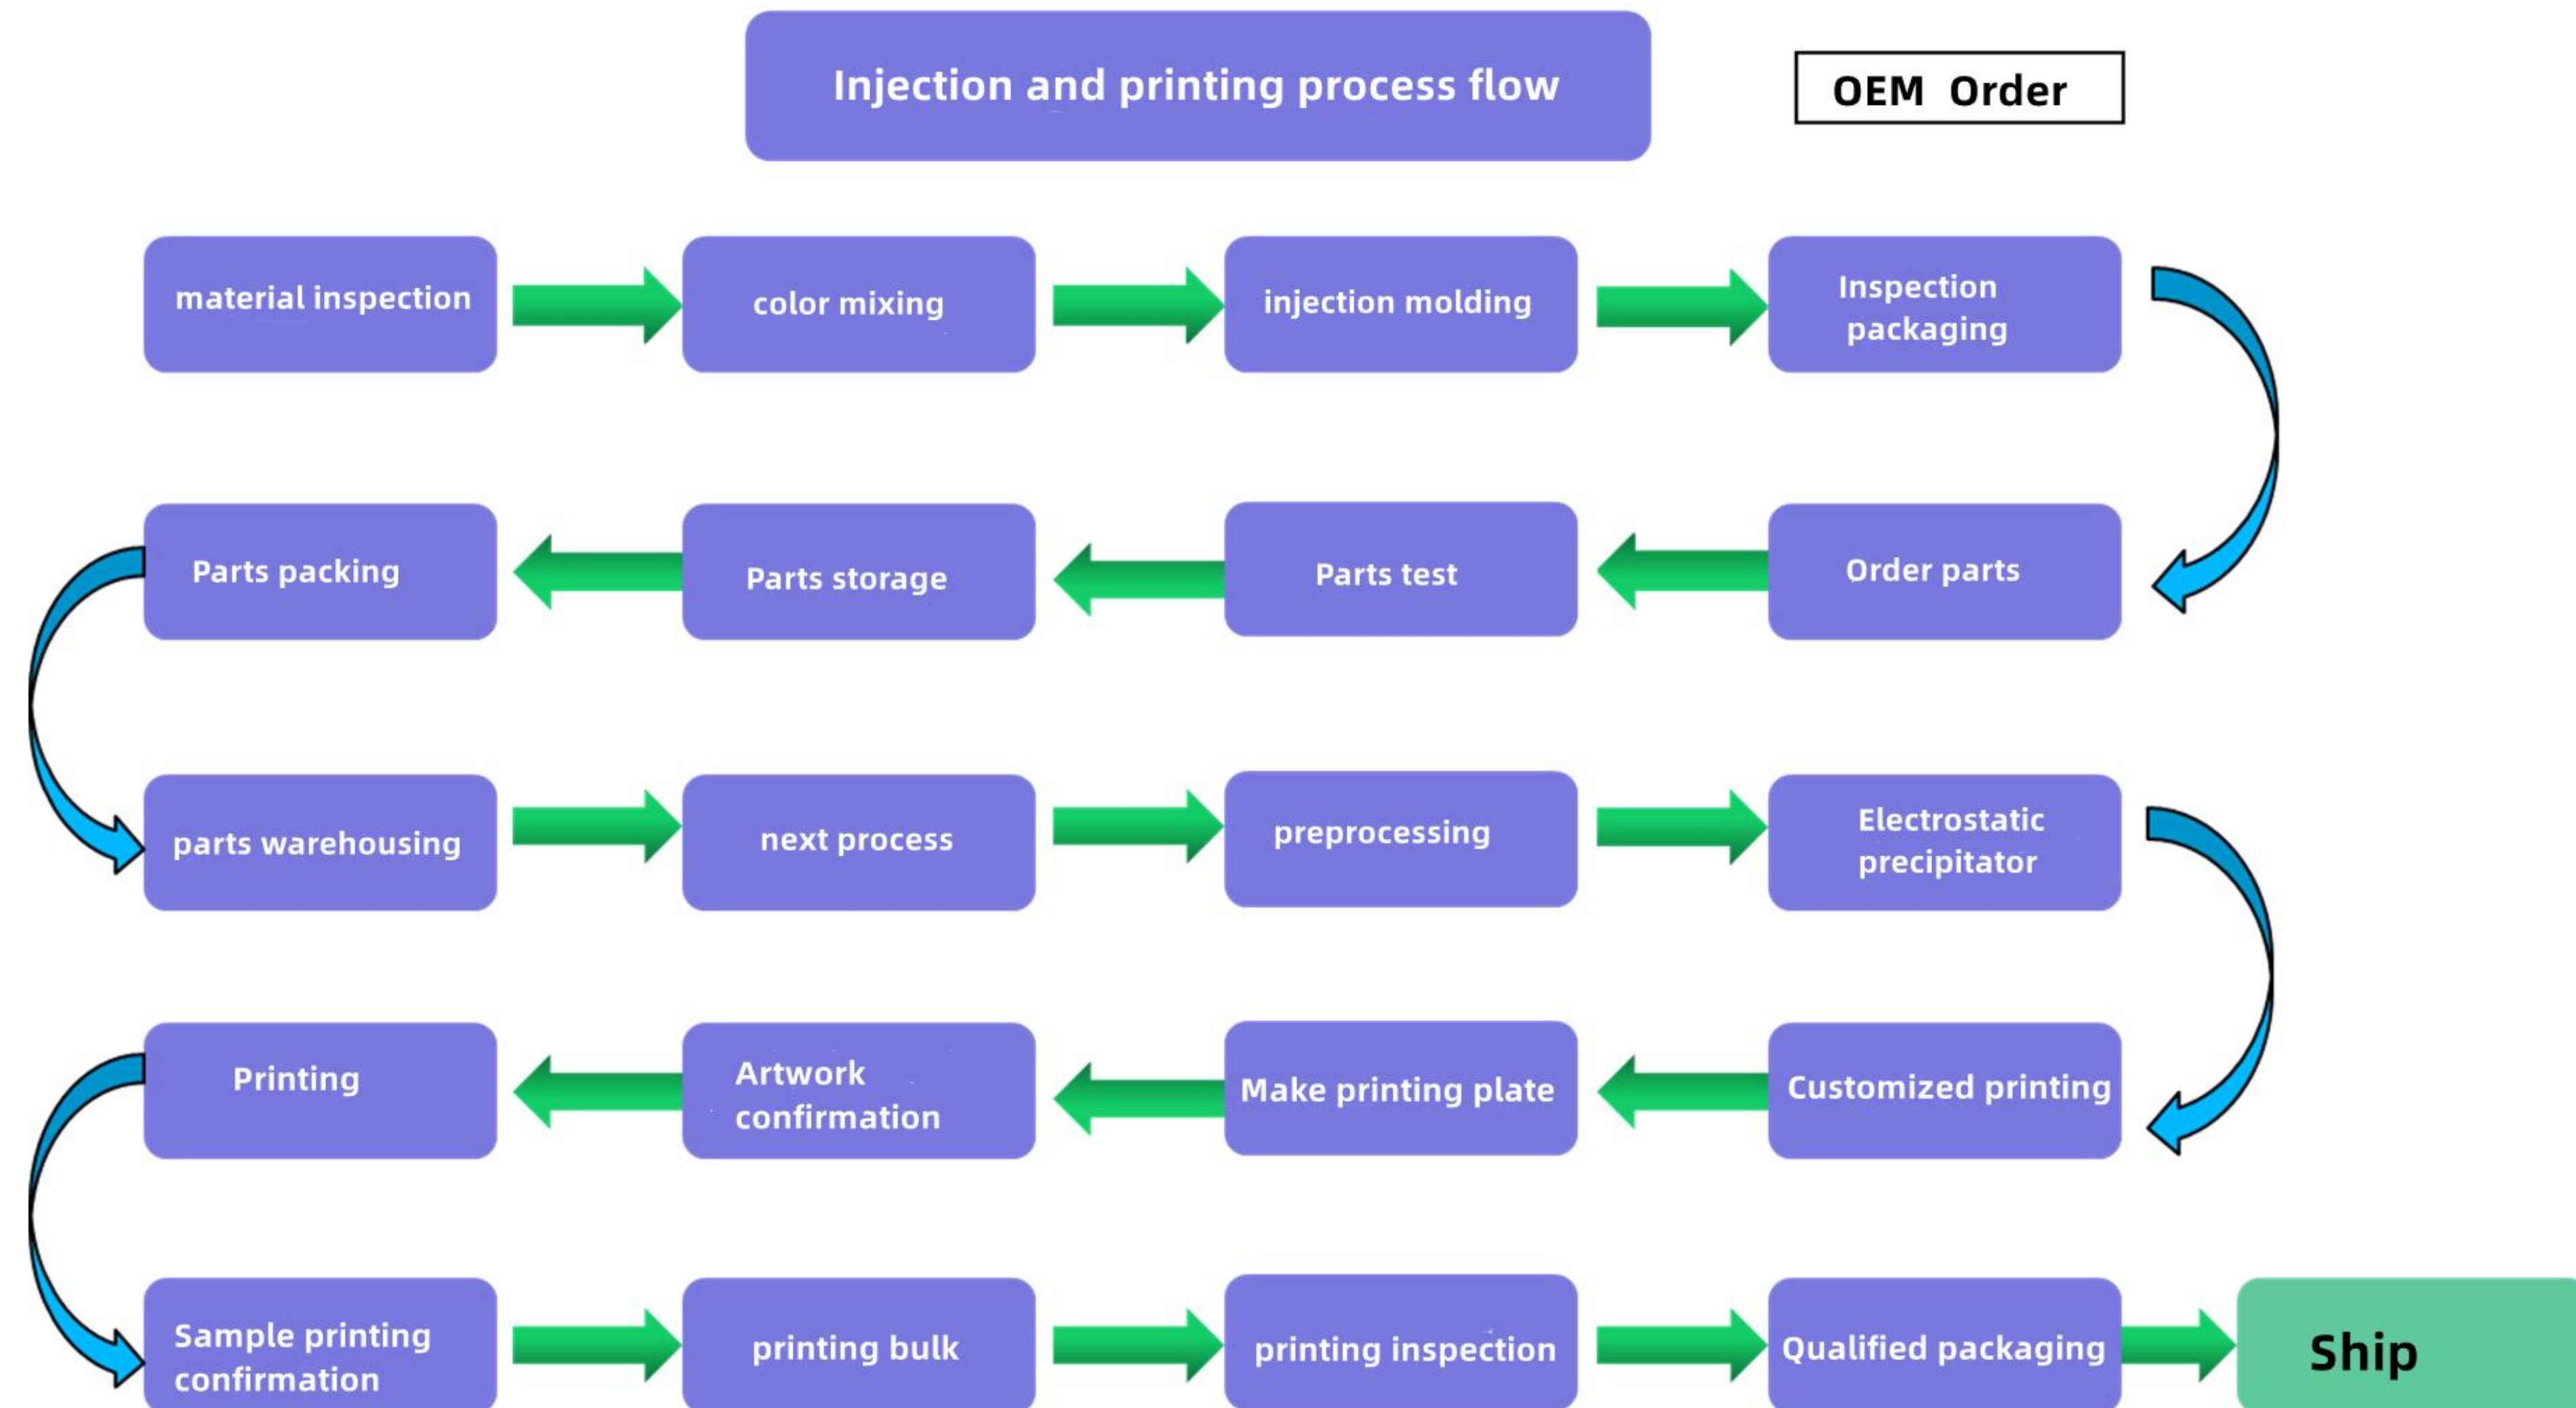 Injection and printing process flow
OEM Order
material inspection
color mixing
injection molding
Inspection
packaging
Order parts
Parts test
Parts storage
Parts packing
parts warehousing
next process
preprocessing
Electrostatic
precipitator
Customized printing
Make printing plate
Artwork
confirmation
Printing
Sample printing
confirmation
printing bulk
printing inspection
Qualified packaging
Ship